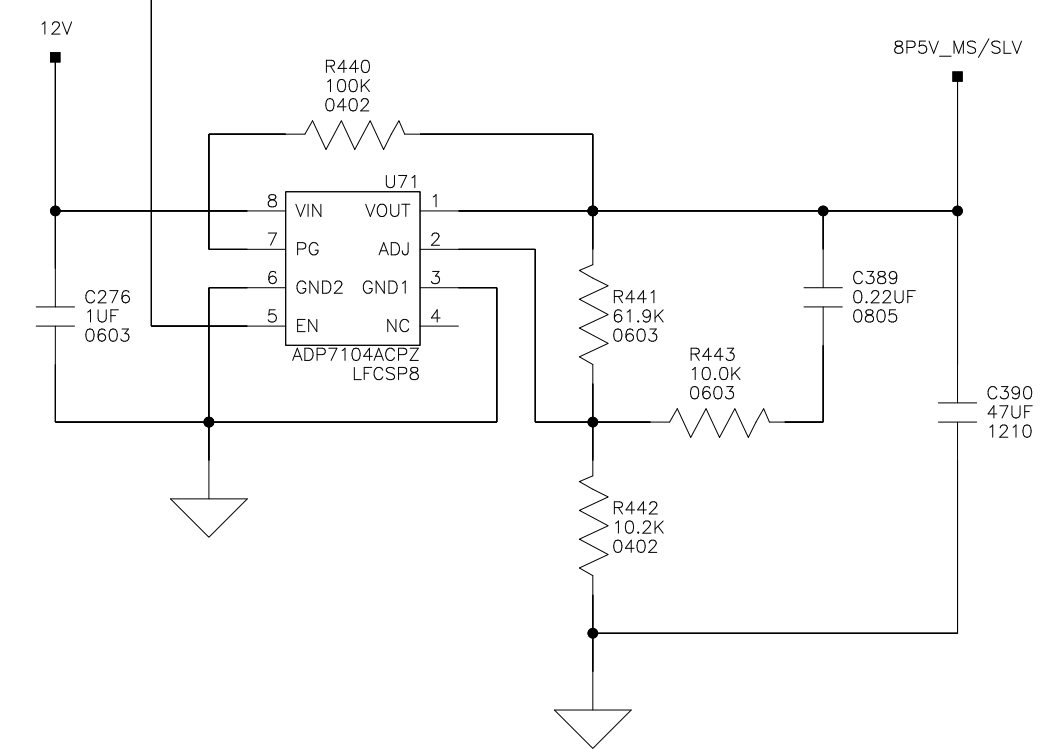 12V
8P5V_MS/SLV
R440
100K
0402
U71
8
VIN
VOUT
1
7
PG
ADJ
2
6
GND2
GND1
3
5
EN
NC
4
ADP7104ACPZ
LFCSP8
C276
1UF
0603
R441
61.9K
0603
C389
0.22UF
0805
R443
10.0K
0603
C390
47UF
1210
R442
10.2K
0402